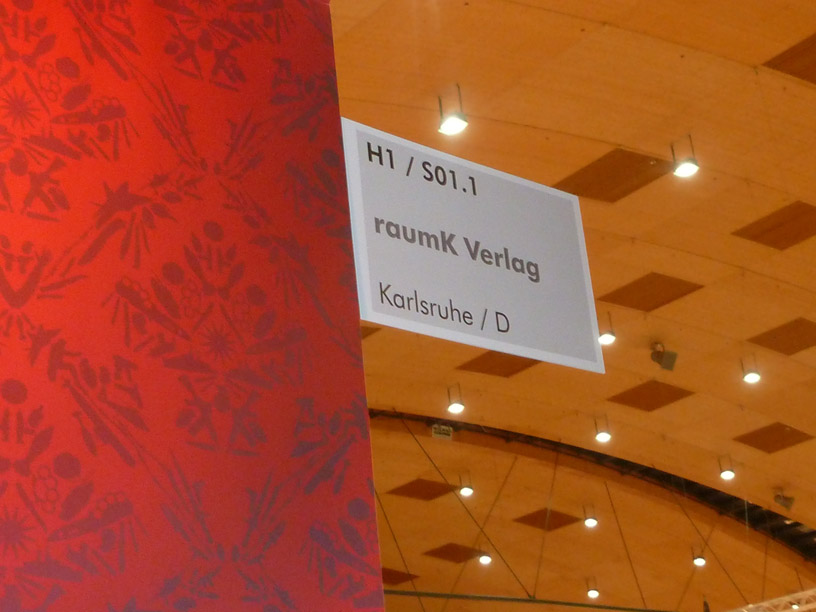 H1 / S01.1
raumK Verlag
Karlsruhe / D